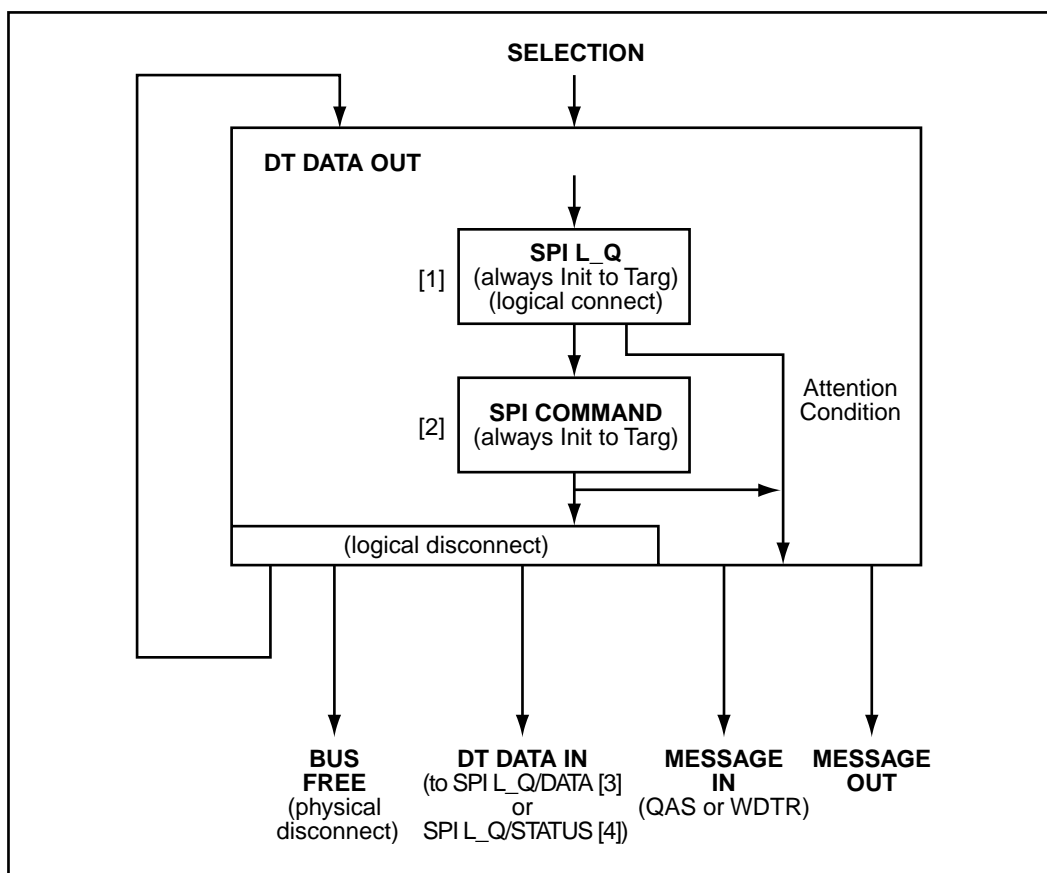 SELECTION
DT DATA OUT
SPI L_Q
(always Init to Targ)
(logical connect)
[1]
SPI COMMAND
(always Init to Targ)
[2]
Attention
Condition
(logical disconnect)
BUS
FREE
(physical
disconnect)
DT DATA IN
(to SPI L_Q/DATA [3]
or
SPI L_Q/STATUS [4])
MESSAGE
IN
(QAS or WDTR)
MESSAGE
OUT